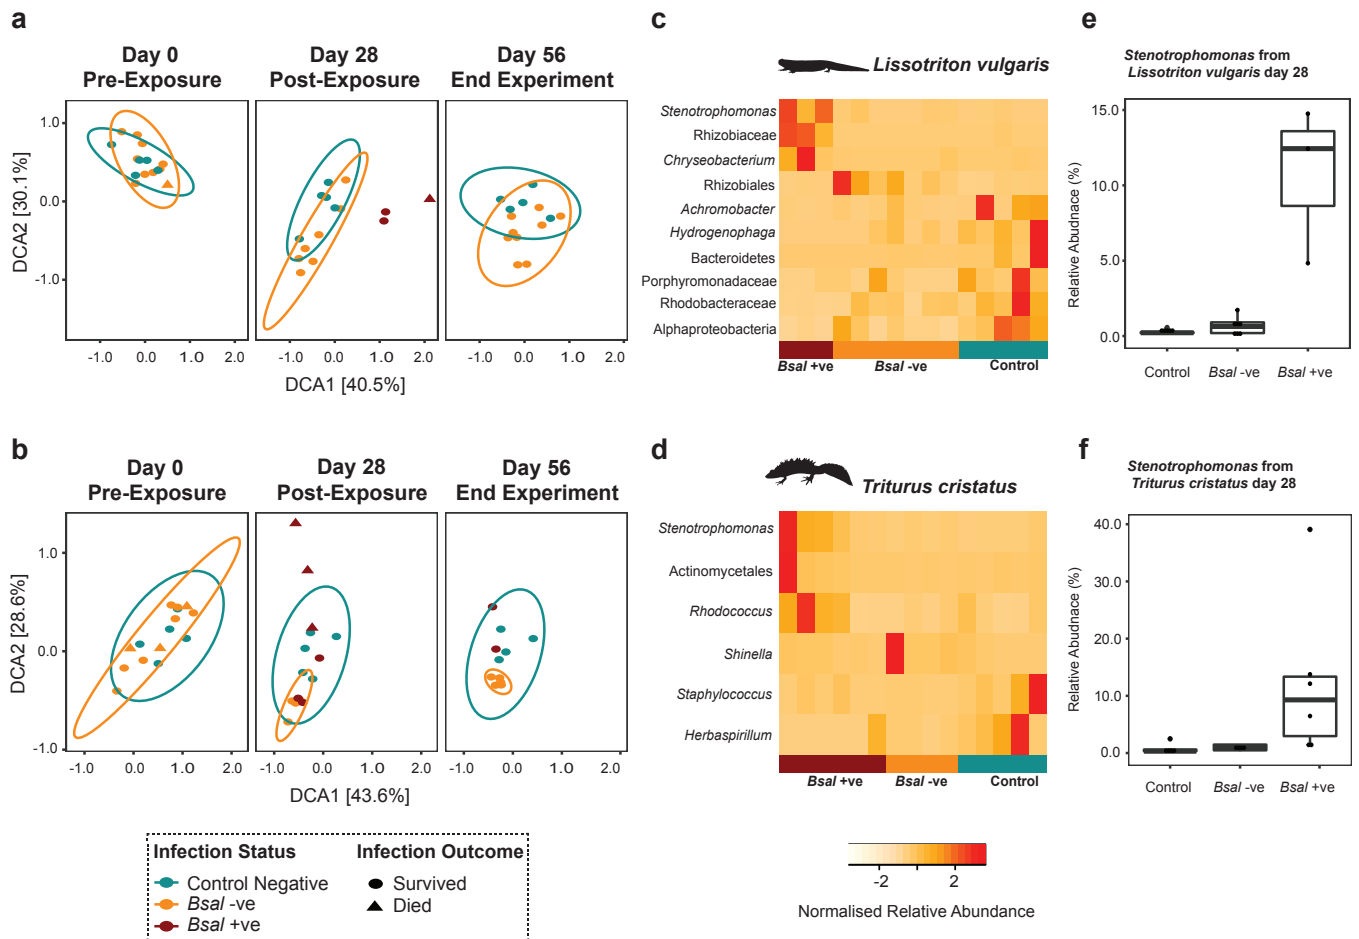 a
Day 0
Pre-Exposure
Day 28
Post-Exposure
Day 56
End Experiment
DCA2 [30.1%]
1.0
0.0
-1.0
-1.0 0.0 1.0 2.0
-1.0 0.0 1.0 2.0
-1.0 0.0 1.0 2.0
DCA1 [40.5%]
b
Day 0
Pre-Exposure
Day 28
Post-Exposure
Day 56
End Experiment
DCA2 [28.6%]
1.0
0.0
-1.0
-1.0 0.0 1.0 2.0
-1.0 0.0 1.0 2.0
-1.0 0.0 1.0 2.0
DCA1 [43.6%]
Infection Status
Control Negative
Bsal -ve
Bsal +ve
Infection Outcome
Survived
Died
c
Lissotriton vulgaris
Stenotrophomonas
Rhizobiaceae
Chryseobacterium
Rhizobiales
Achromobacter
Hydrogenophaga
Bacteroidetes
Porphyromonadaceae
Rhodobacteraceae
Alphaproteobacteria
Bsal +ve Bsal -ve Control
d
Triturus cristatus
Stenotrophomonas
Actinomycetales
Rhodococcus
Shinella
Staphylococcus
Herbaspirillum
Bsal +ve Bsal -ve Control
-2 2
Normalised Relative Abundance
e
Stenotrophomonas from
Lissotriton vulgaris day 28
Relative Abudnace (%)
15.0
10.0
5.0
0.0
Control Bsal -ve Bsal +ve
f
Stenotrophomonas from
Triturus cristatus day 28
Relative Abudnace (%)
40.0
30.0
20.0
10.0
0.0
Control Bsal -ve Bsal +ve